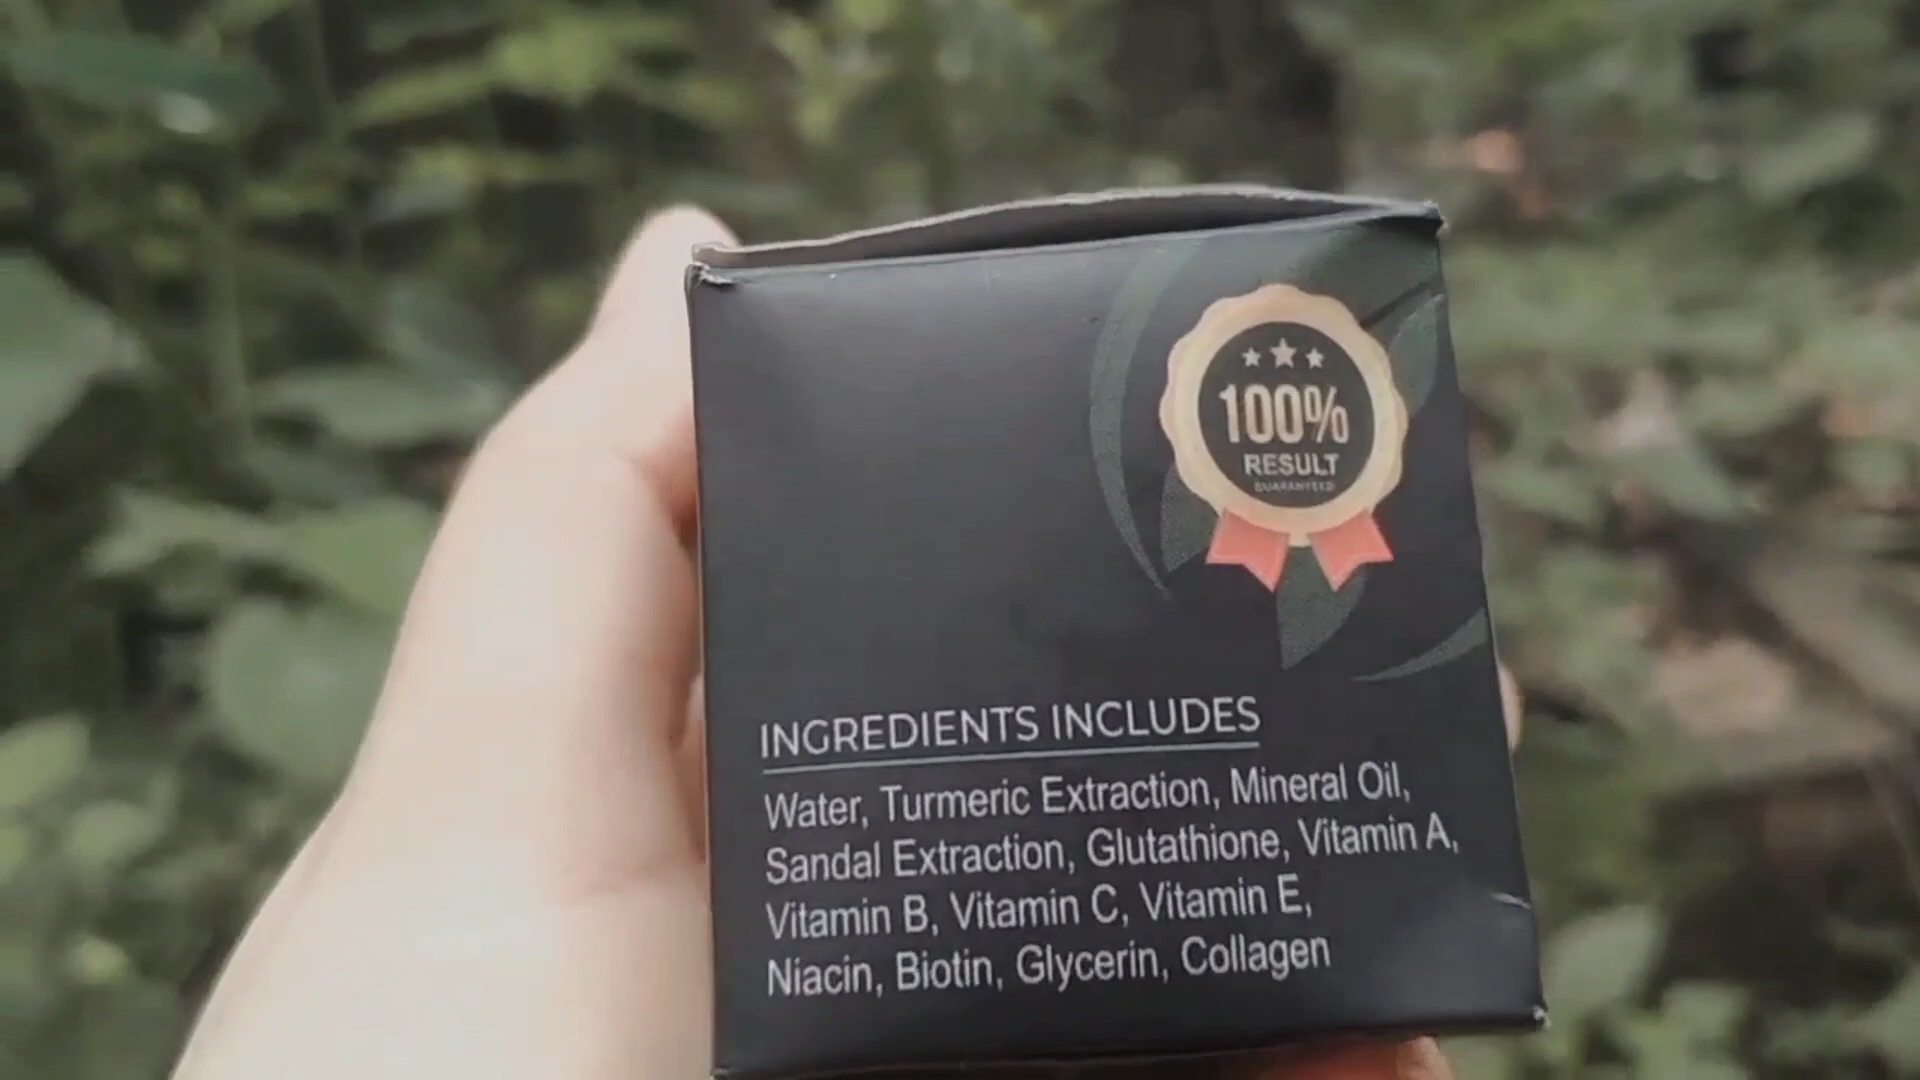 100%
RESULT
GUARANTEED
INGREDIENTS INCLUDES
Water, Turmeric Extraction, Mineral Oil,
Sandal Extraction, Glutathione, Vitamin A,
Vitamin B, Vitamin C, Vitamin E,
Niacin, Biotin, Glycerin, Collagen